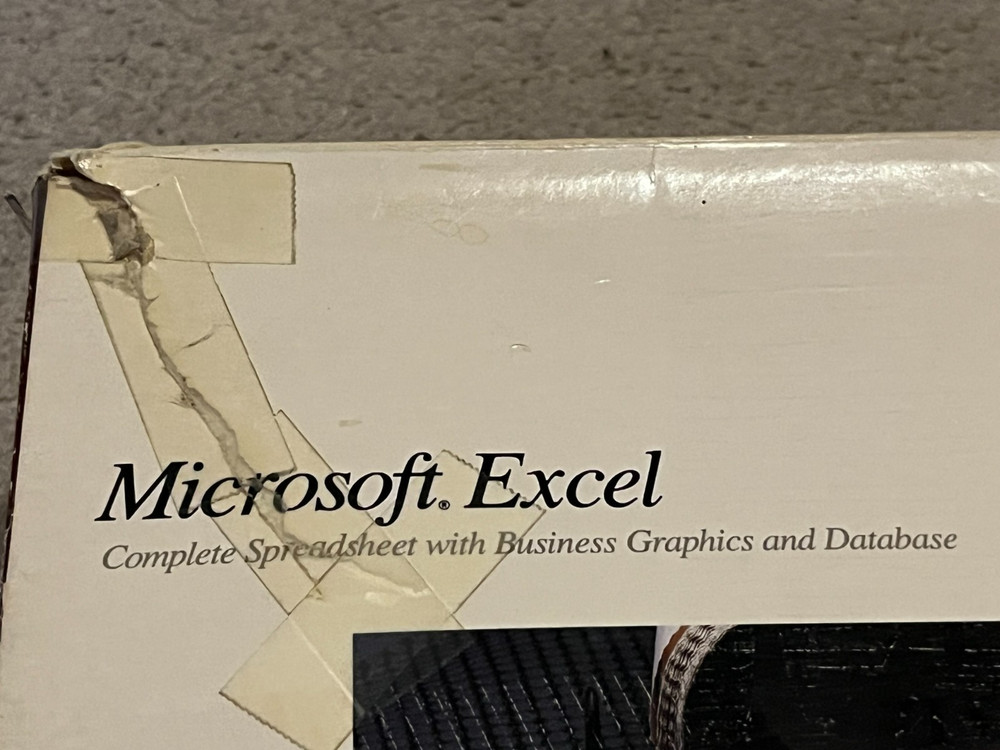 Microsoft® Excel
Complete Spreadsheet with Business Graphics and Database